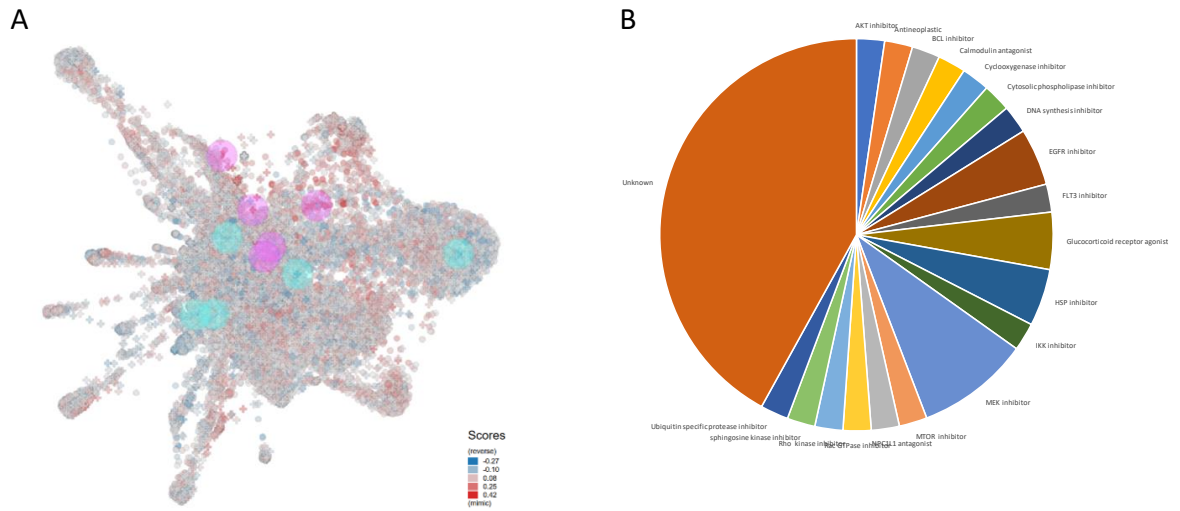 A
B
AKT inhibitor
Antineoplastic
BCL inhibitor
Calmodulin antagonist
Cyclooxygenase inhibitor
Cytosolic phospholipase inhibitor
DNA synthesis inhibitor
EGFR inhibitor
FLT3 inhibitor
Glucocorticoid receptor agonist
HSP inhibitor
IKK inhibitor
MEK inhibitor
MTOR inhibitor
NPC1L1 antagonist
Rac GTPase inhibitor
Rho kinase inhibitor
sphingosine kinase inhibitor
Ubiquitin specific protease inhibitor
Unknown
Scores
(reverse)
-0.27
-0.10
0.08
0.25
0.42
(mimic)